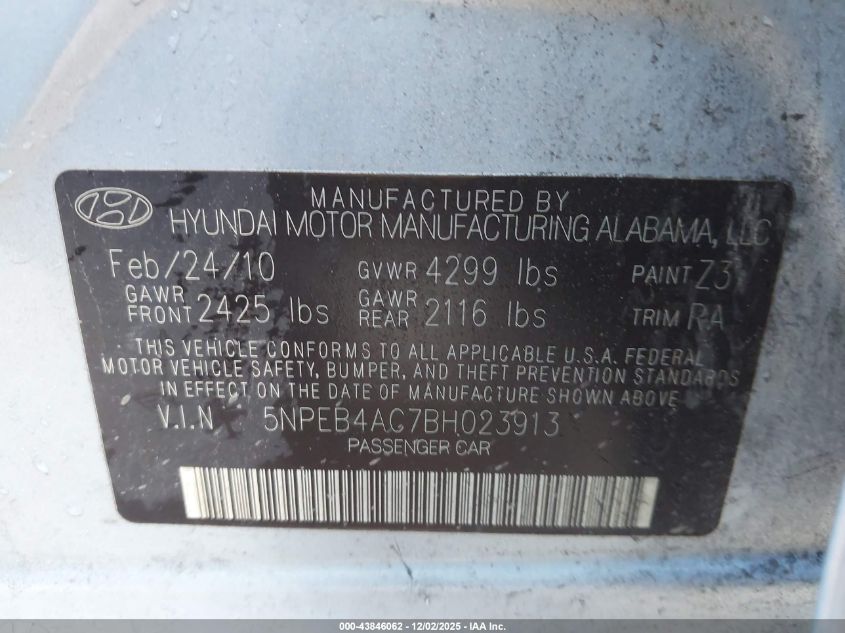 MANUFACTURED BY
HYUNDAI MOTOR MANUFACTURING ALABAMA, LLC
Feb/24/10 GVWR 4299 lbs PAINT Z3
GAWR FRONT 2425 lbs GAWR REAR 2116 lbs TRIM RA
THIS VEHICLE CONFORMS TO ALL APPLICABLE U.S.A. FEDERAL
MOTOR VEHICLE SAFETY, BUMPER, AND THEFT PREVENTION STANDARDS
IN EFFECT ON THE DATE OF MANUFACTURE SHOWN ABOVE.
V.I.N 5NPEB4AC7BH023913
PASSENGER CAR
000-43846062 - 12/02/2025 - IAA Inc.